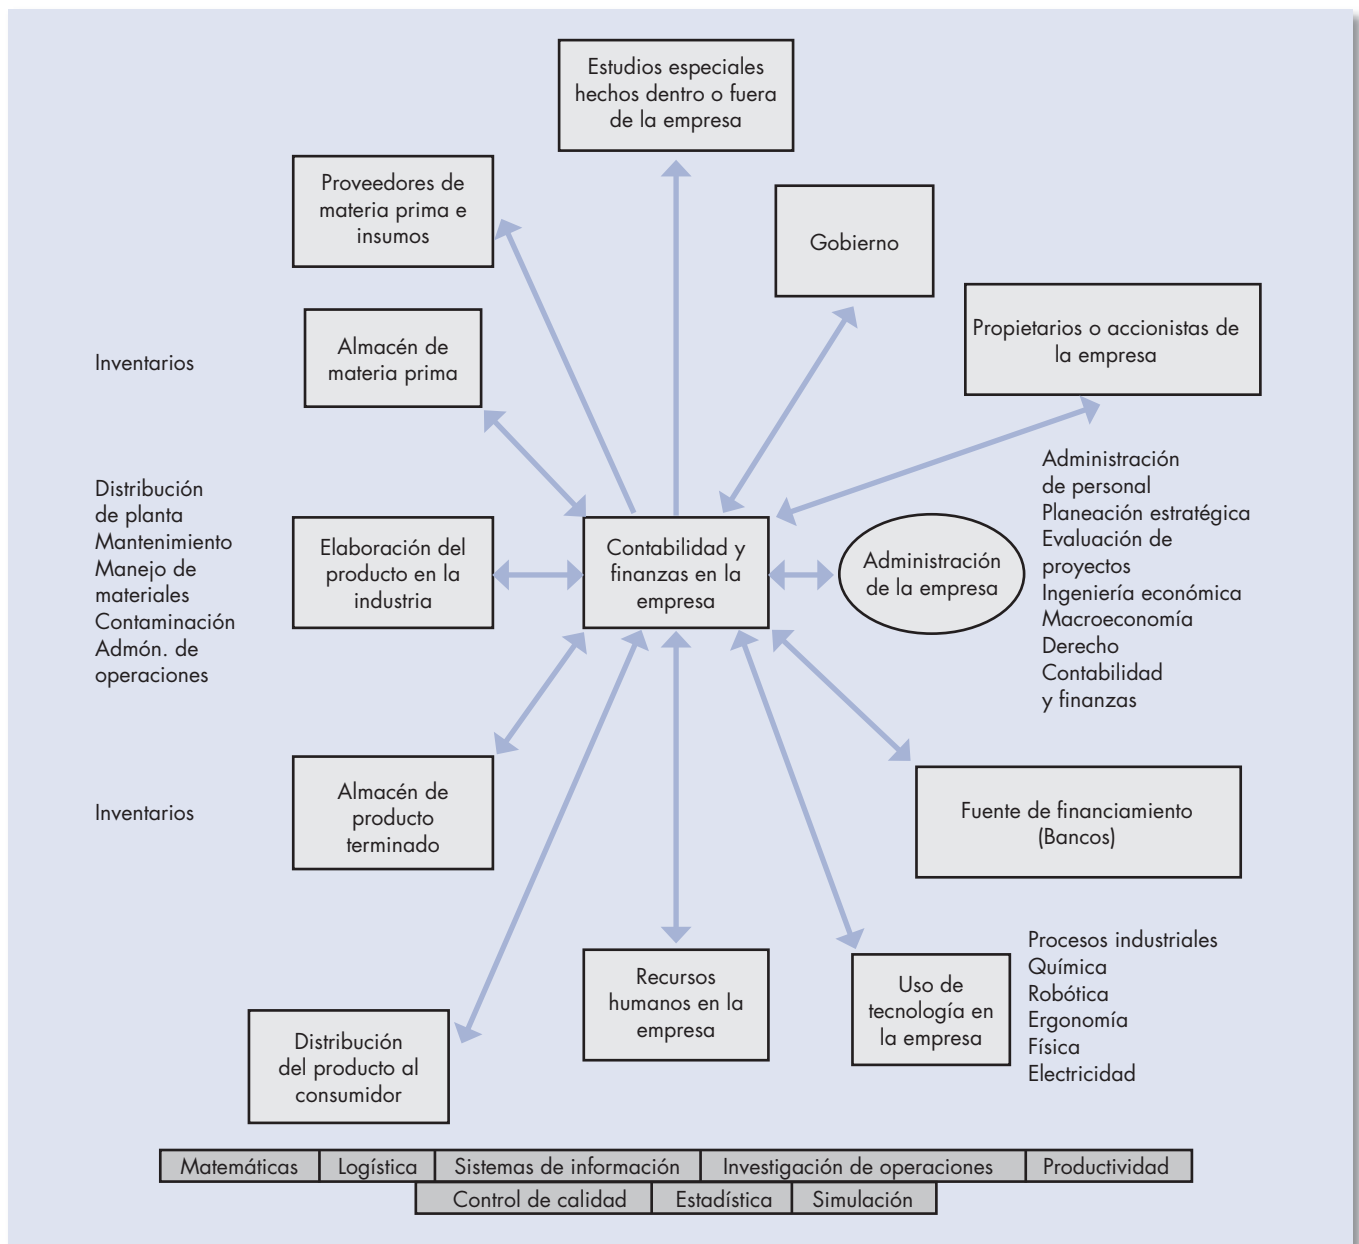 Estudios especiales
hechos dentro o fuera
de la empresa
Proveedores de
materia prima e
insumos
Gobierno
Propietarios o accionistas de
la empresa
Inventarios
Almacén de
materia prima
Distribución
de planta
Mantenimiento
Manejo de
materiales
Contaminación
Admón. de
operaciones
Elaboración del
producto en la
industria
Contabilidad y
finanzas en la
empresa
Administración
de la empresa
Administración
de personal
Planeación estratégica
Evaluación de
proyectos
Ingeniería económica
Macroeconomía
Derecho
Contabilidad
y finanzas
Inventarios
Almacén de
producto
terminado
Fuente de financiamiento
(Bancos)
Distribución
del producto al
consumidor
Recursos
humanos en la
empresa
Uso de
tecnología en
la empresa
Procesos industriales
Química
Robótica
Ergonomía
Física
Electricidad
Matemáticas Logística Sistemas de información Investigación de operaciones Productividad
Control de calidad Estadística Simulación